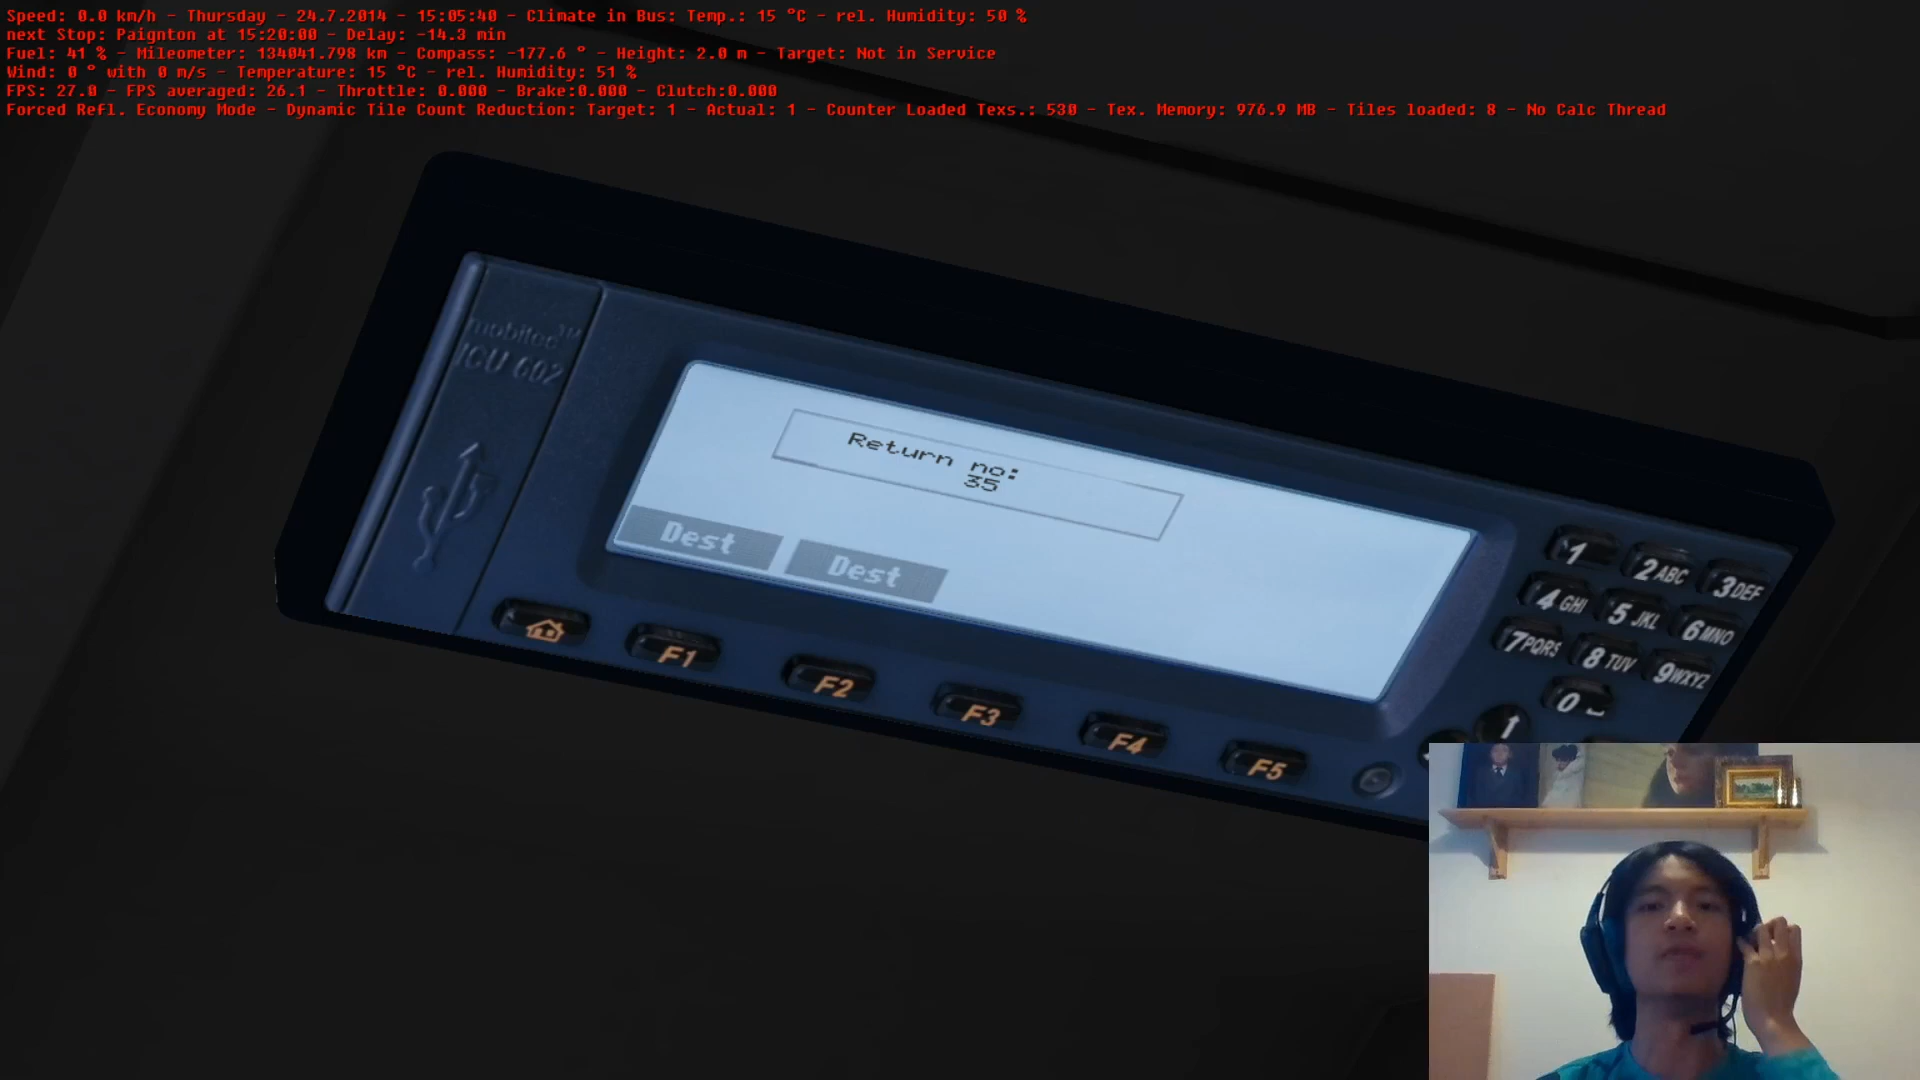 Speed: 0.0 km/h - Thursday - 24.7.2014 - 15:05:40 - Climate in Bus: Temp.: 15 °C - rel. Humidity: 50 %
next Stop: Paignton at 15:20:00 - Delay: -14.3 min
Fuel: 41 % - Mileometer: 134041.798 km - Compass: -177.6 ° - Height: 2.0 m - Target: Not in Service
Wind: 0 ° with 0 m/s - Temperature: 15 °C - rel. Humidity: 51 %
FPS: 27.0 - FPS averaged: 26.1 - Throttle: 0.000 - Brake:0.000 - Clutch:0.000
Forced Refl. Economy Mode - Dynamic Tile Count Reduction: Target: 1 - Actual: 1 - Counter Loaded Texs.: 530 - Tex. Memory: 976.9 MB - Tiles loaded: 8 - No Calc Thread
mobitec™
ICU 602
Return no:
35
Dest Dest
1 2ABC 3DEF
4GHI 5JKL 6MNO
7PQRS 8TUV 9WXYZ
0
F1 F2 F3 F4 F5